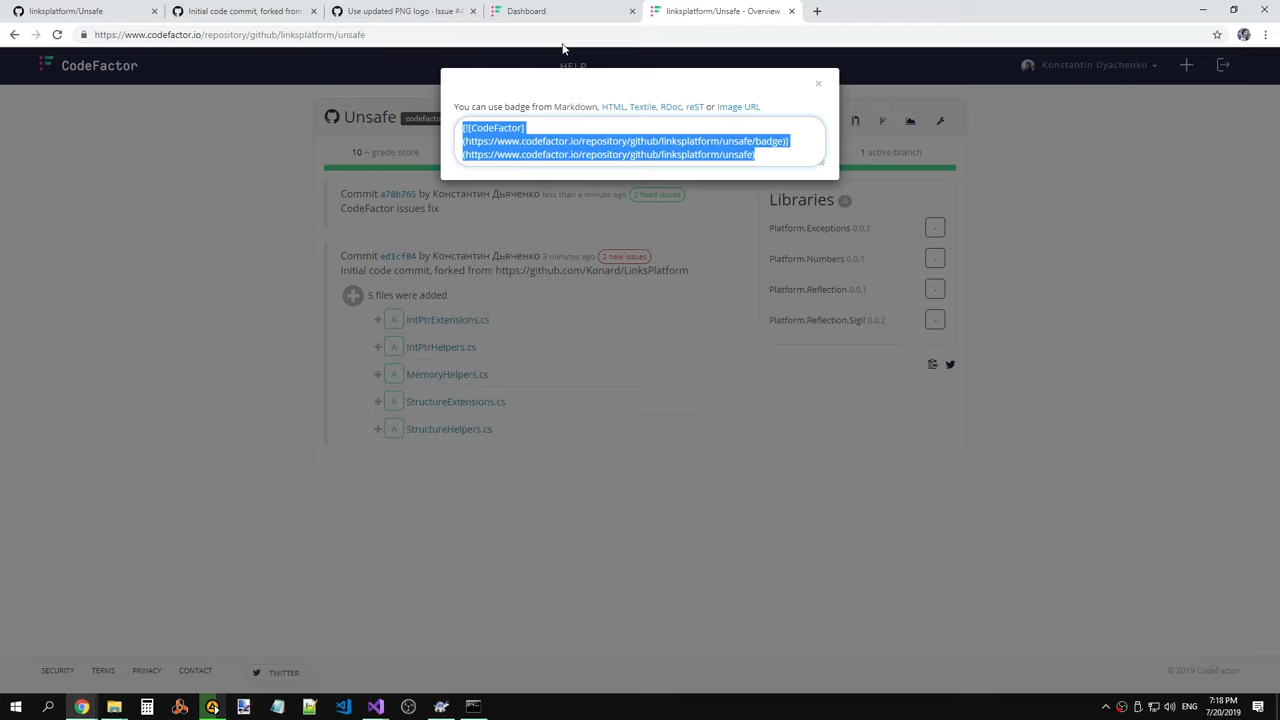 linksplatform/Unsafe
Initial code commit, forked from
Use updated PNG logo · Issue #4
Dashboard
linksplatform/Unsafe - Overview
https://www.codefactor.io/repository/github/linksplatform/unsafe
CodeFactor
HELP
Konstantin Dyachenko
×
You can use badge from Markdown, HTML, Textile, RDoc, reST or Image URL
[![CodeFactor]
(https://www.codefactor.io/repository/github/linksplatform/unsafe/badge)]
(https://www.codefactor.io/repository/github/linksplatform/unsafe)
Unsafe
codefactor
10 grade score
1 active branch
Commit a78b765 by Константин Дьяченко less than a minute ago 2 fixed issues
CodeFactor issues fix
Commit ed1cf84 by Константин Дьяченко 3 minutes ago 2 new issues
Initial code commit, forked from: https://github.com/Konard/LinksPlatform
5 files were added
A IntPtrExtensions.cs
A IntPtrHelpers.cs
A MemoryHelpers.cs
A StructureExtensions.cs
A StructureHelpers.cs
Libraries 4
Platform.Exceptions 0.0.1 -
Platform.Numbers 0.0.1 -
Platform.Reflection 0.0.1 -
Platform.Reflection.Sigil 0.0.2 -
SECURITY TERMS PRIVACY CONTACT TWITTER
© 2019 CodeFactor
ENG
7:18 PM
7/20/2019